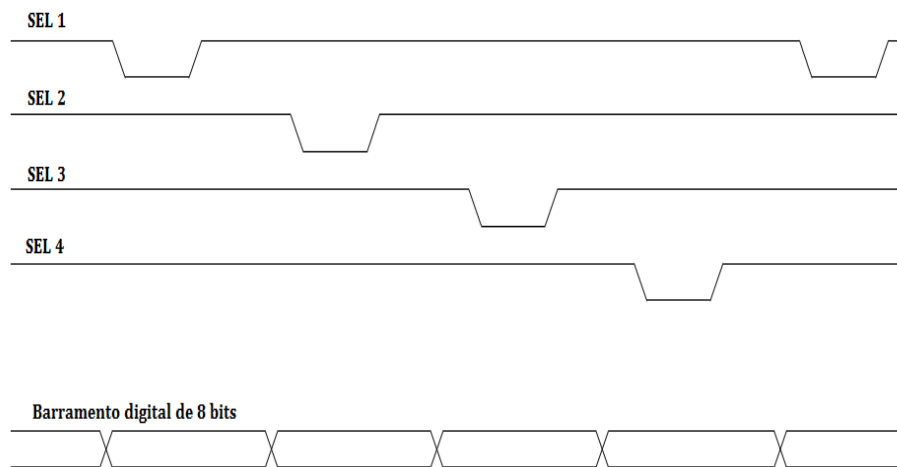 SEL 1
SEL 2
SEL 3
SEL 4
Barramento digital de 8 bits